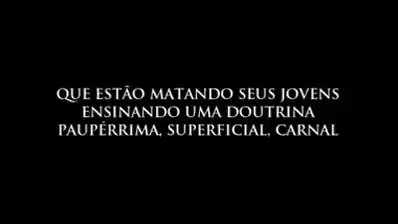 QUE ESTÃO MATANDO SEUS JOVENS
ENSINANDO UMA DOUTRINA
PAUPÉRRIMA, SUPERFICIAL, CARNAL